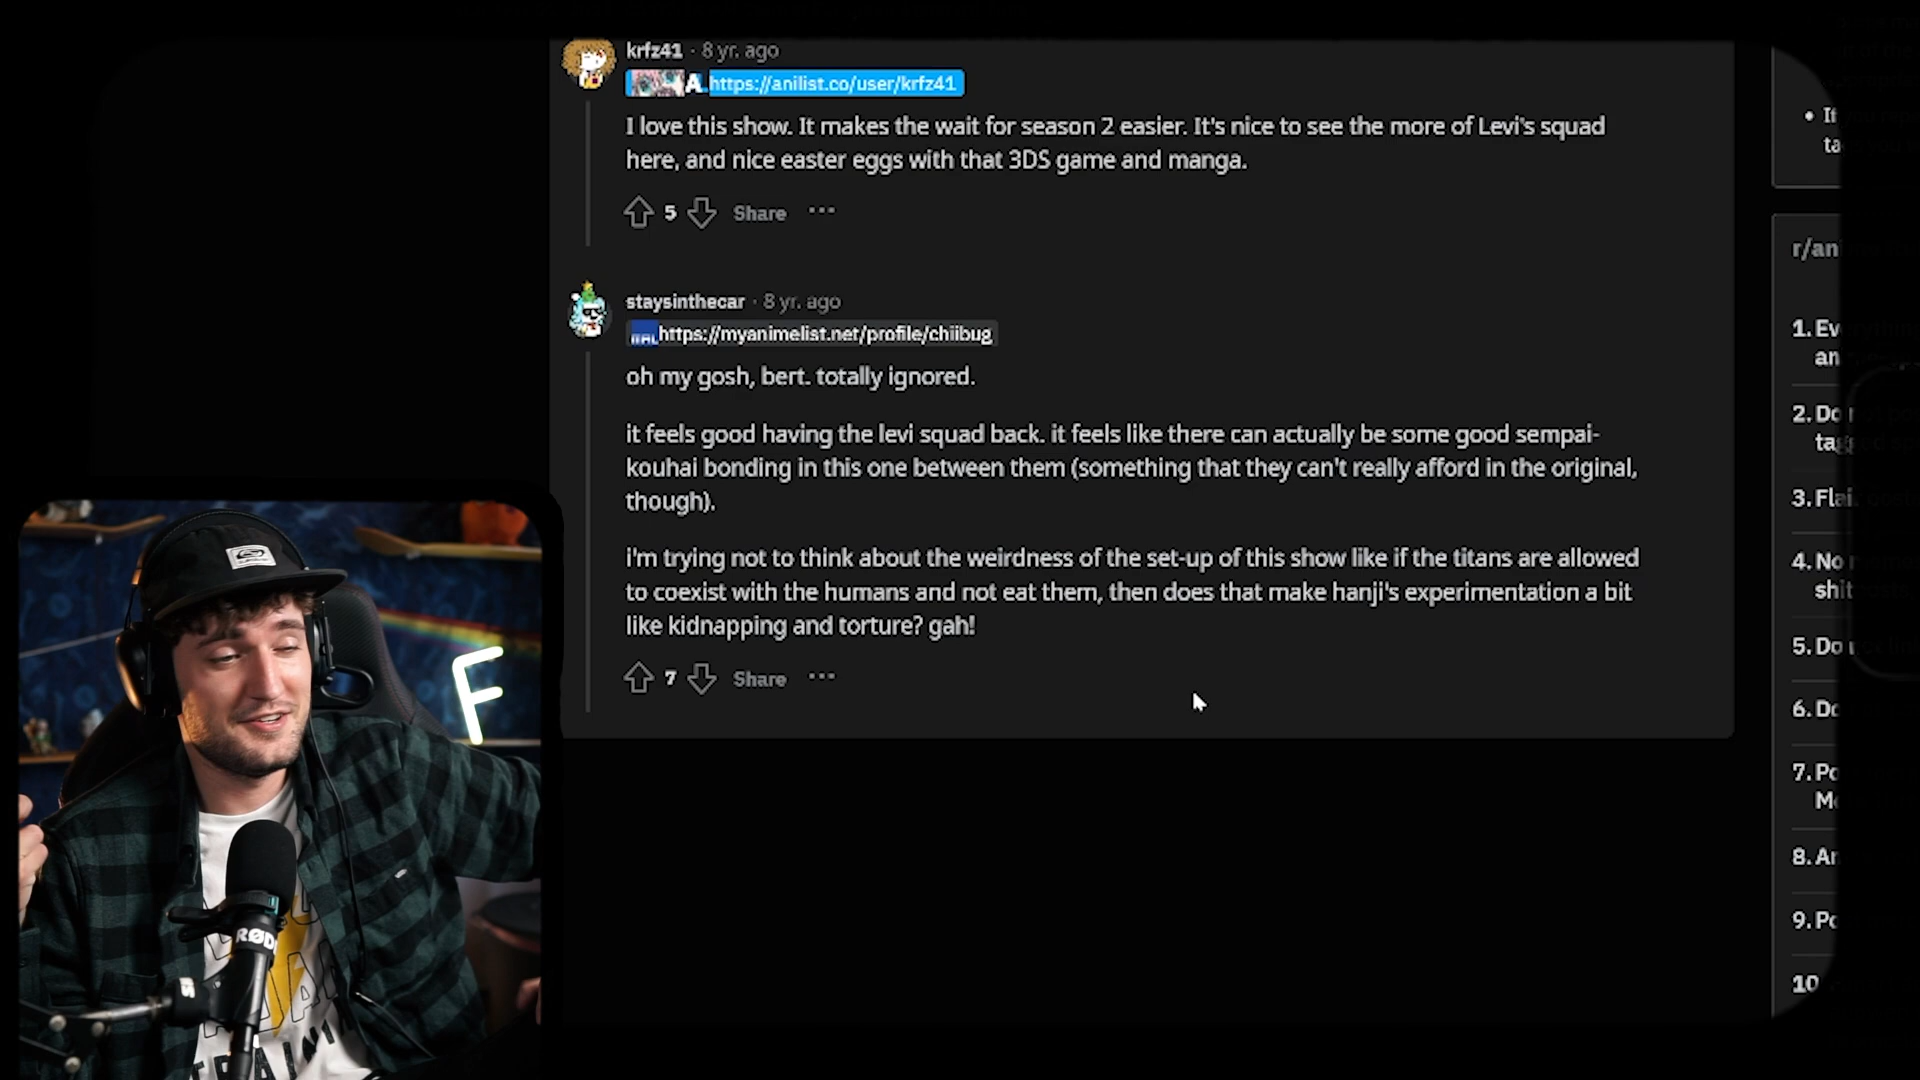 krfz41 · 8 yr. ago
A. https://anilist.co/user/krfz41
I love this show. It makes the wait for season 2 easier. It's nice to see the more of Levi's squad
here, and nice easter eggs with that 3DS game and manga.
5 Share ···
staysinthecar · 8 yr. ago
MAL https://myanimelist.net/profile/chiibug
oh my gosh, bert. totally ignored.
it feels good having the levi squad back. it feels like there can actually be some good sempai-
kouhai bonding in this one between them (something that they can't really afford in the original,
though).
i'm trying not to think about the weirdness of the set-up of this show like if the titans are allowed
to coexist with the humans and not eat them, then does that make hanji's experimentation a bit
like kidnapping and torture? gah!
7 Share ···
• If
ta
r/ani
1. Ev
an
2. Do
tag
3. Flai
4. No
shit
5. Do
6. Do
7. Po
Mo
8. An
9. Po
10
F
RØDE